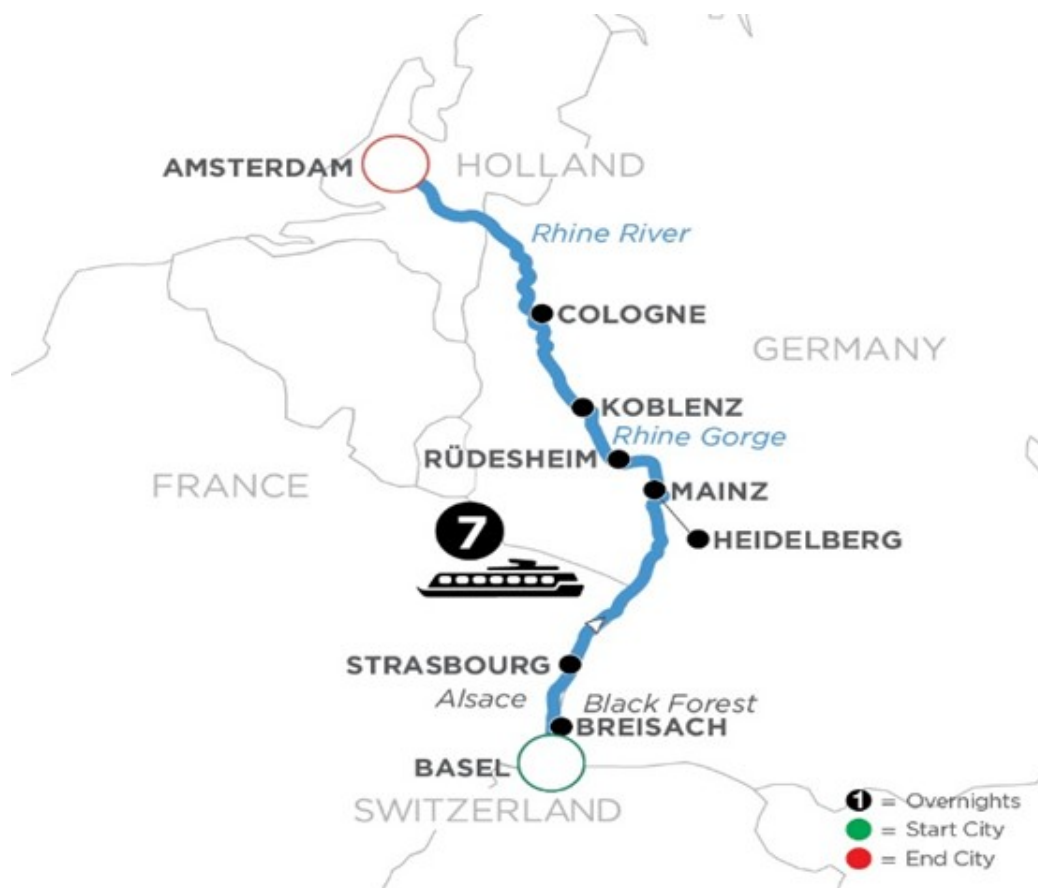 AMSTERDAM
HOLLAND
Rhine River
COLOGNE
GERMANY
KOBLENZ
Rhine Gorge
RÜDESHEIM
FRANCE
MAINZ
7
HEIDELBERG
STRASBOURG
Alsace
Black Forest
BREISACH
BASEL
SWITZERLAND
1 = Overnights
= Start City
= End City